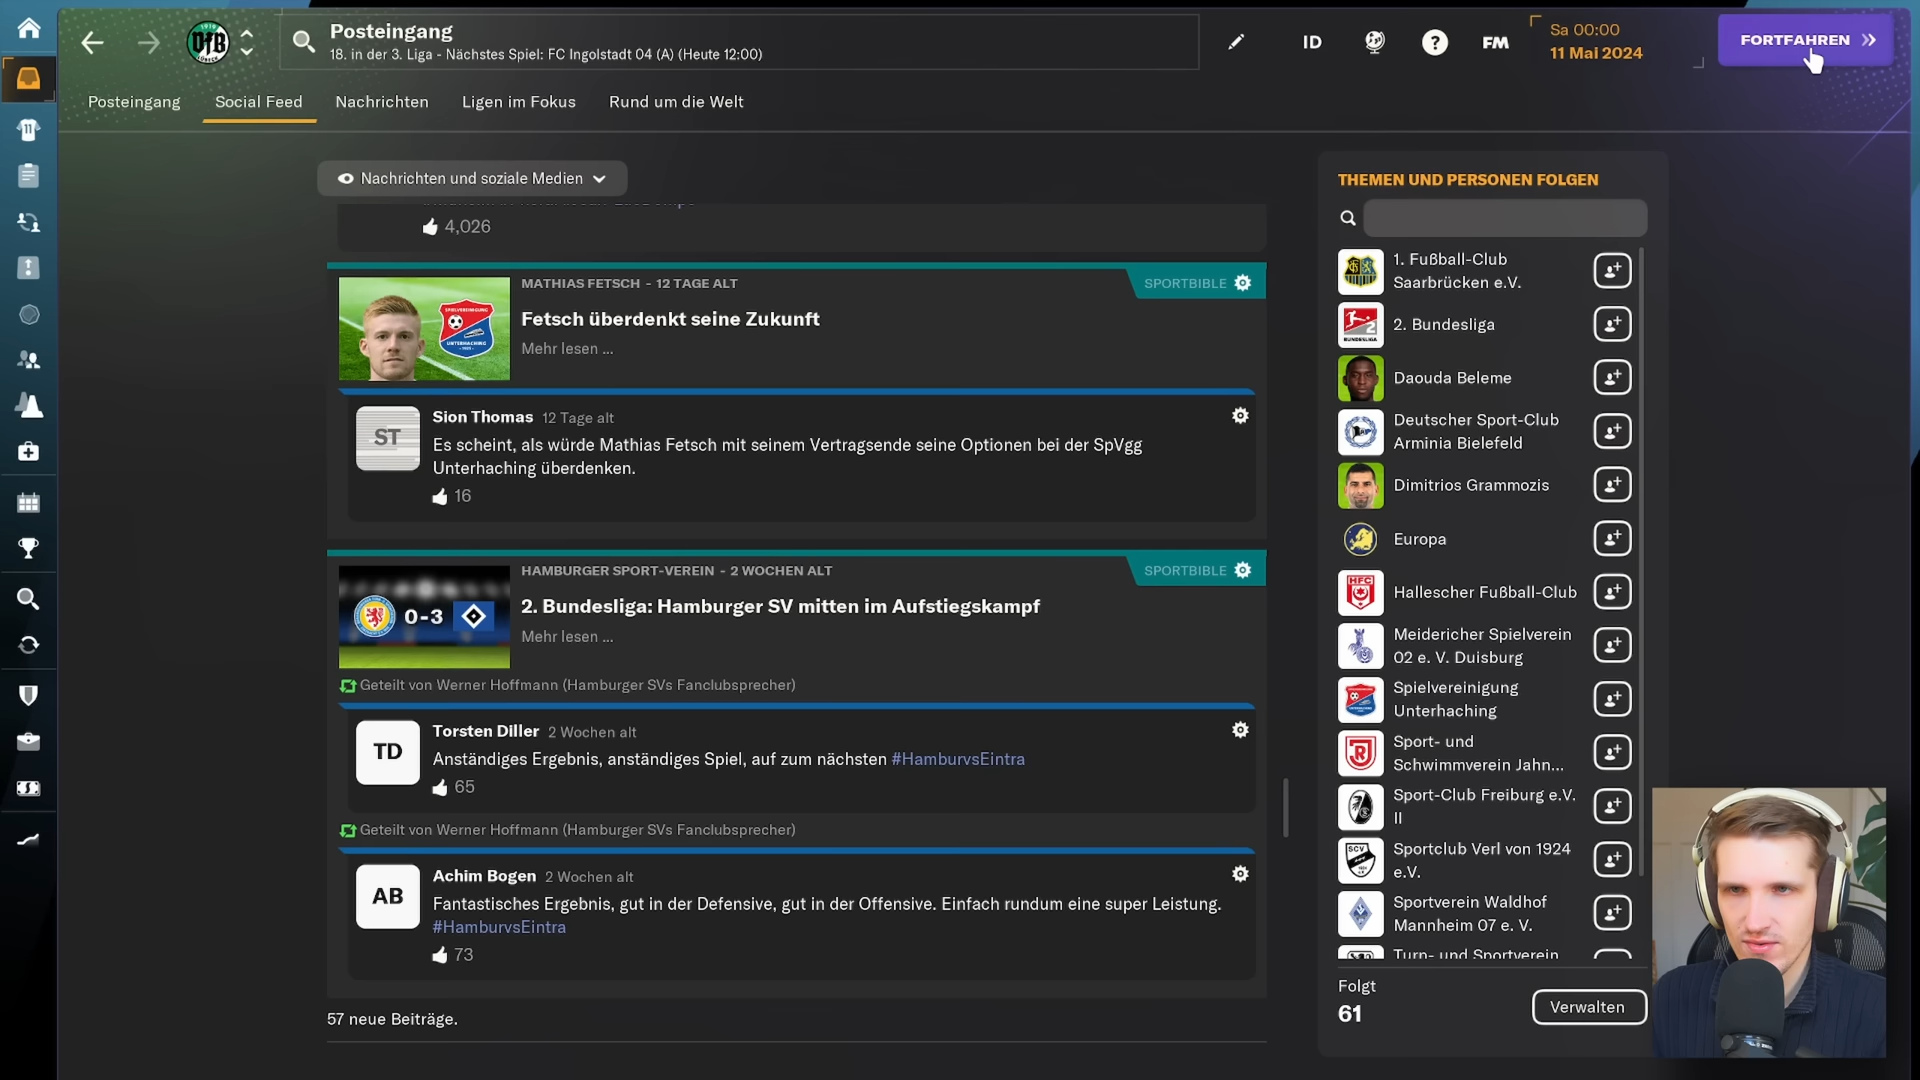 Posteingang
18. in der 3. Liga - Nächstes Spiel: FC Ingolstadt 04 (A) (Heute 12:00)
ID
FM
Sa 00:00
11 Mai 2024
FORTFAHREN
Posteingang
Social Feed
Nachrichten
Ligen im Fokus
Rund um die Welt
Nachrichten und soziale Medien
4,026
MATHIAS FETSCH - 12 TAGE ALT
SPORTBIBLE
Fetsch überdenkt seine Zukunft
Mehr lesen ...
ST
Sion Thomas 12 Tage alt
Es scheint, als würde Mathias Fetsch mit seinem Vertragsende seine Optionen bei der SpVgg
Unterhaching überdenken.
16
HAMBURGER SPORT-VEREIN - 2 WOCHEN ALT
SPORTBIBLE
0-3
2. Bundesliga: Hamburger SV mitten im Aufstiegskampf
Mehr lesen ...
Geteilt von Werner Hoffmann (Hamburger SVs Fanclubsprecher)
TD
Torsten Diller 2 Wochen alt
Anständiges Ergebnis, anständiges Spiel, auf zum nächsten #HamburvsEintra
65
Geteilt von Werner Hoffmann (Hamburger SVs Fanclubsprecher)
AB
Achim Bogen 2 Wochen alt
Fantastisches Ergebnis, gut in der Defensive, gut in der Offensive. Einfach rundum eine super Leistung.
#HamburvsEintra
73
57 neue Beiträge.
THEMEN UND PERSONEN FOLGEN
1. Fußball-Club
Saarbrücken e.V.
2. Bundesliga
Daouda Beleme
Deutscher Sport-Club
Arminia Bielefeld
Dimitrios Grammozis
Europa
Hallescher Fußball-Club
Meidericher Spielverein
02 e. V. Duisburg
Spielvereinigung
Unterhaching
Sport- und
Schwimmverein Jahn...
Sport-Club Freiburg e.V.
II
Sportclub Verl von 1924
e.V.
Sportverein Waldhof
Mannheim 07 e. V.
Turn- und Sportverein
Folgt
61
Verwalten